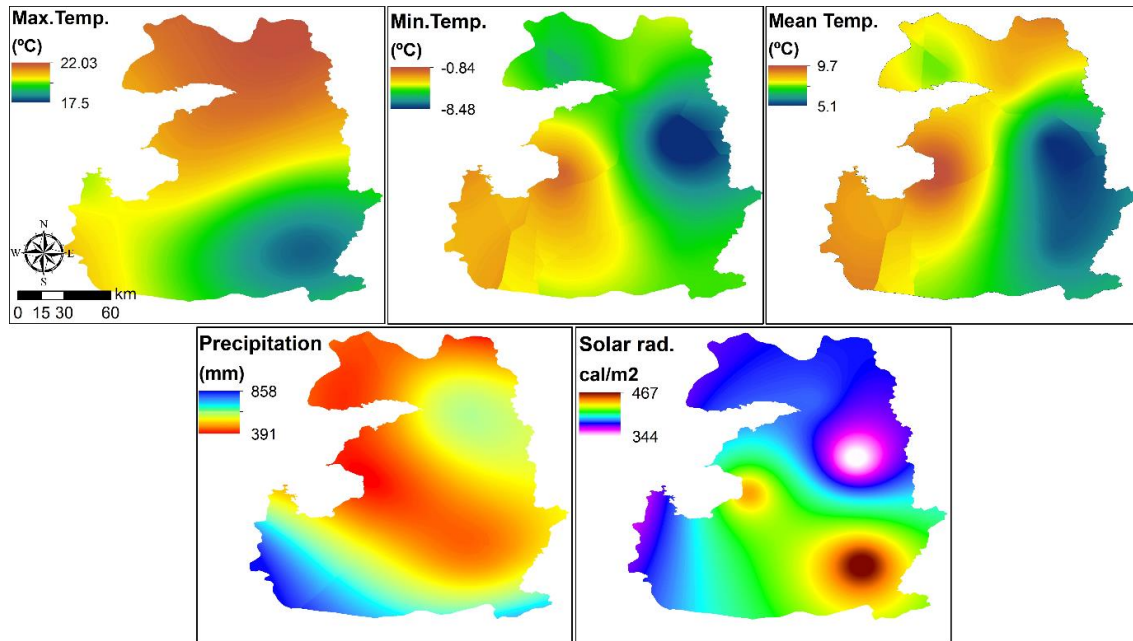 Max.Temp.
(ºC)
22.03
17.5
N
W E
S
km
0 15 30 60
Min.Temp.
(ºC)
-0.84
-8.48
Mean Temp.
(ºC)
9.7
5.1
Precipitation
(mm)
858
391
Solar rad.
cal/m2
467
344